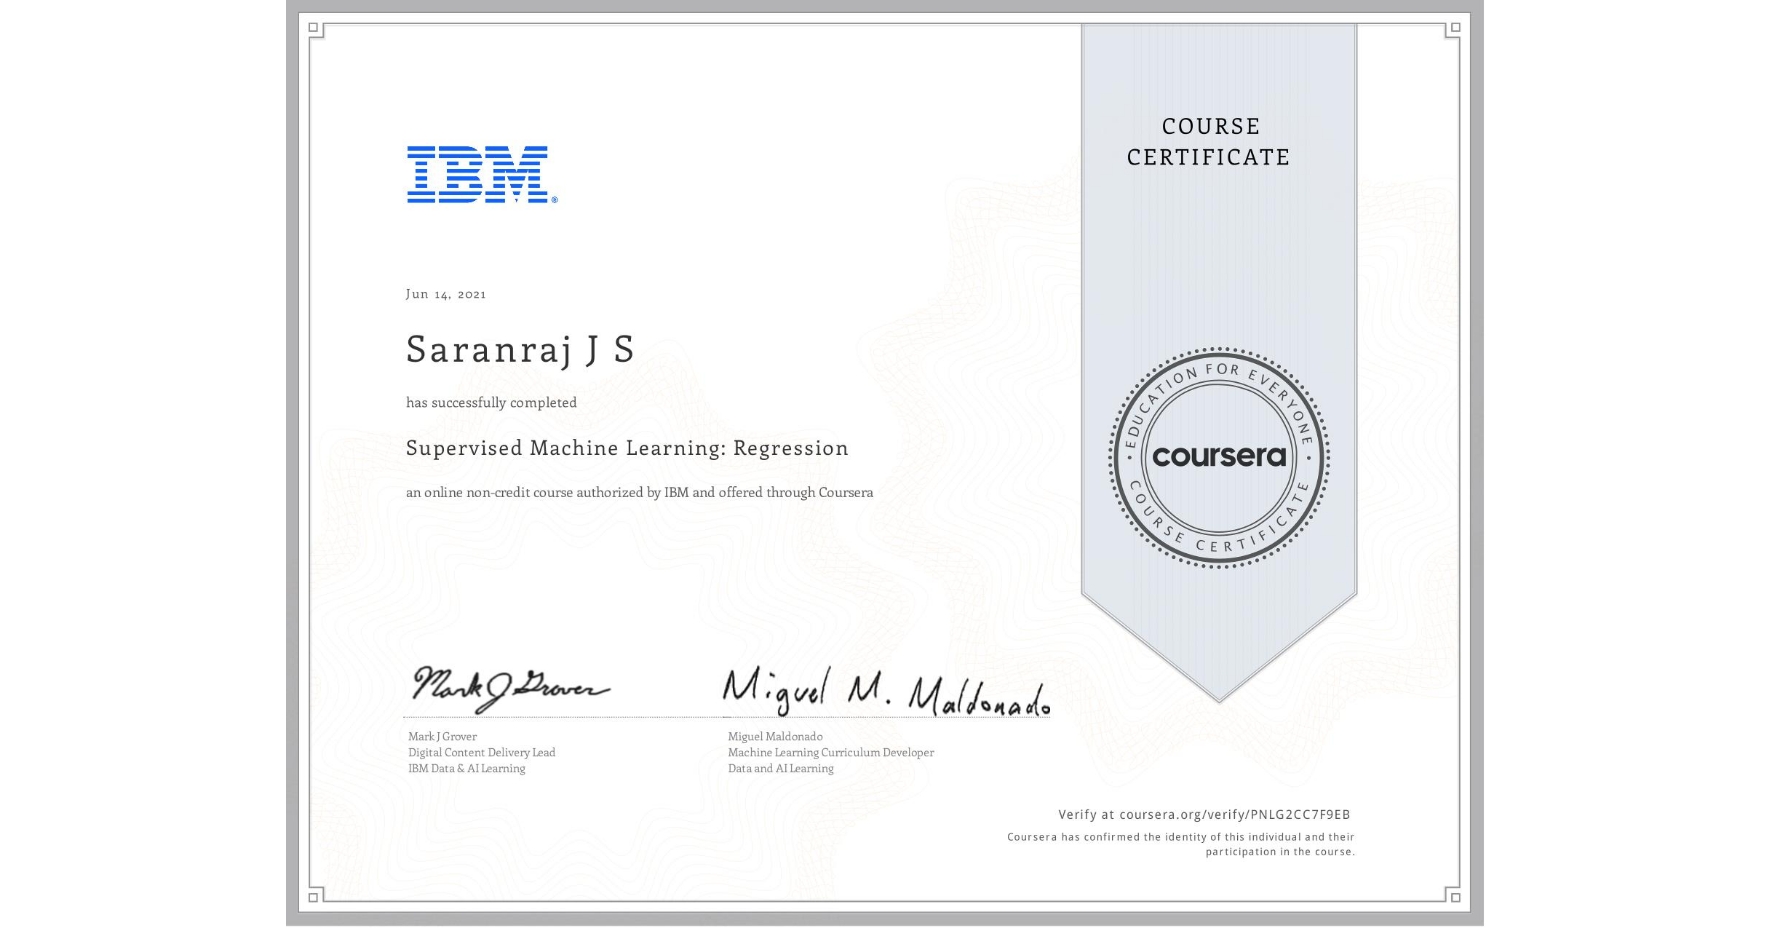 COURSE
CERTIFICATE
IBM®
Jun 14, 2021
Saranraj J S
has successfully completed
Supervised Machine Learning: Regression
an online non-credit course authorized by IBM and offered through Coursera
EDUCATION FOR EVERYONE
coursera
COURSE CERTIFICATE
Mark J Grover
Miguel M. Maldonado
Mark J Grover
Digital Content Delivery Lead
IBM Data & AI Learning
Miguel Maldonado
Machine Learning Curriculum Developer
Data and AI Learning
Verify at coursera.org/verify/PNLG2CC7F9EB
Coursera has confirmed the identity of this individual and their
participation in the course.